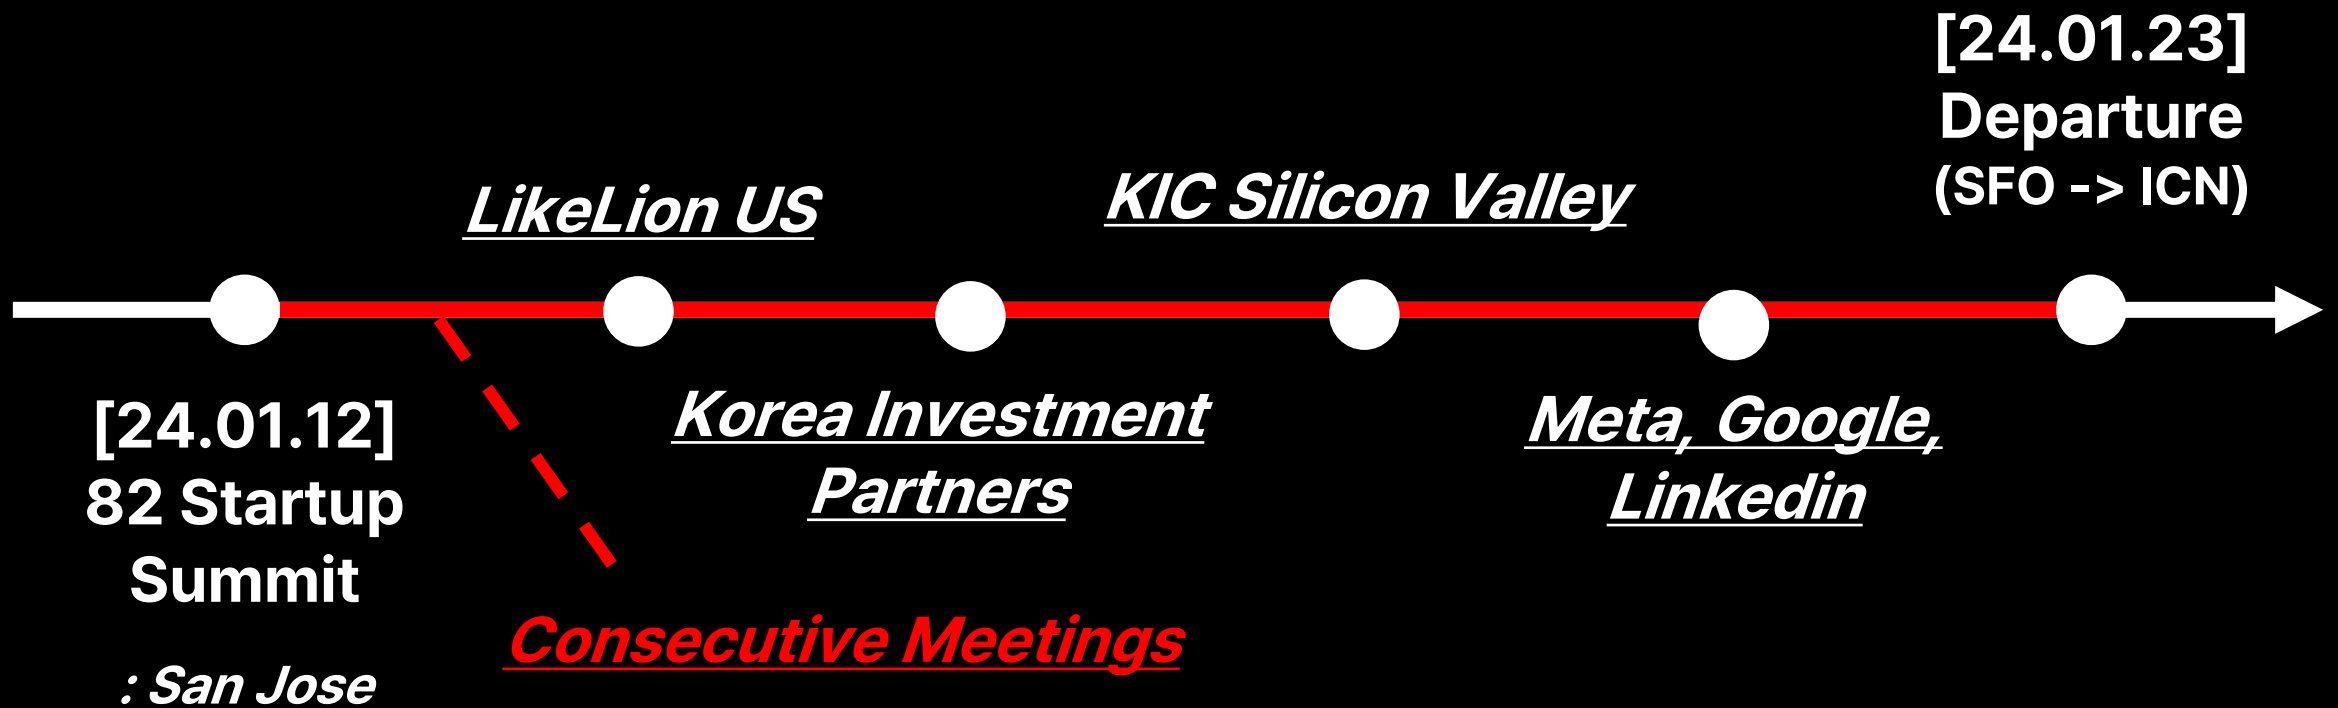 [24.01.12]
82 Startup
Summit
: San Jose
LikeLion US
Korea Investment
Partners
KIC Silicon Valley
Meta, Google,
Linkedin
[24.01.23]
Departure
(SFO -> ICN)
Consecutive Meetings